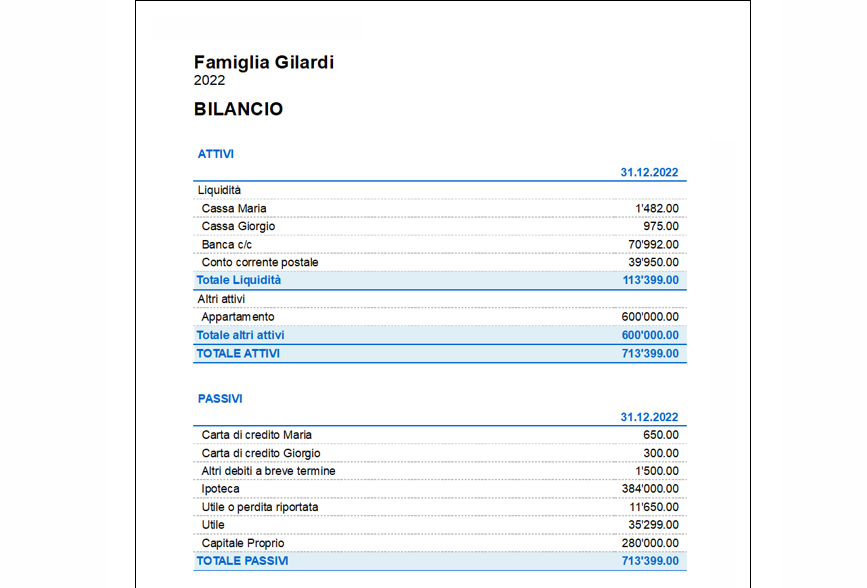 Famiglia Gilardi
2022
BILANCIO
ATTIVI
31.12.2022
Liquidità
Cassa Maria 1'482.00
Cassa Giorgio 975.00
Banca c/c 70'992.00
Conto corrente postale 39'950.00
Totale Liquidità 113'399.00
Altri attivi
Appartamento 600'000.00
Totale altri attivi 600'000.00
TOTALE ATTIVI 713'399.00
PASSIVI
31.12.2022
Carta di credito Maria 650.00
Carta di credito Giorgio 300.00
Altri debiti a breve termine 1'500.00
Ipoteca 384'000.00
Utile o perdita riportata 11'650.00
Utile 35'299.00
Capitale Proprio 280'000.00
TOTALE PASSIVI 713'399.00